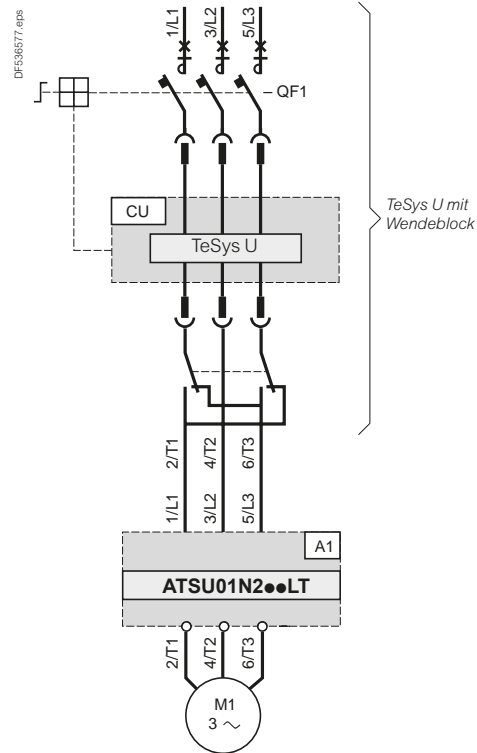 DF536577.eps
1/L1
3/L2
5/L3
QF1
CU
TeSys U
TeSys U mit
Wendeblock
2/T1
4/T2
6/T3
1/L1
3/L2
5/L3
A1
ATSU01N2●●LT
2/T1
4/T2
6/T3
M1
3 ~